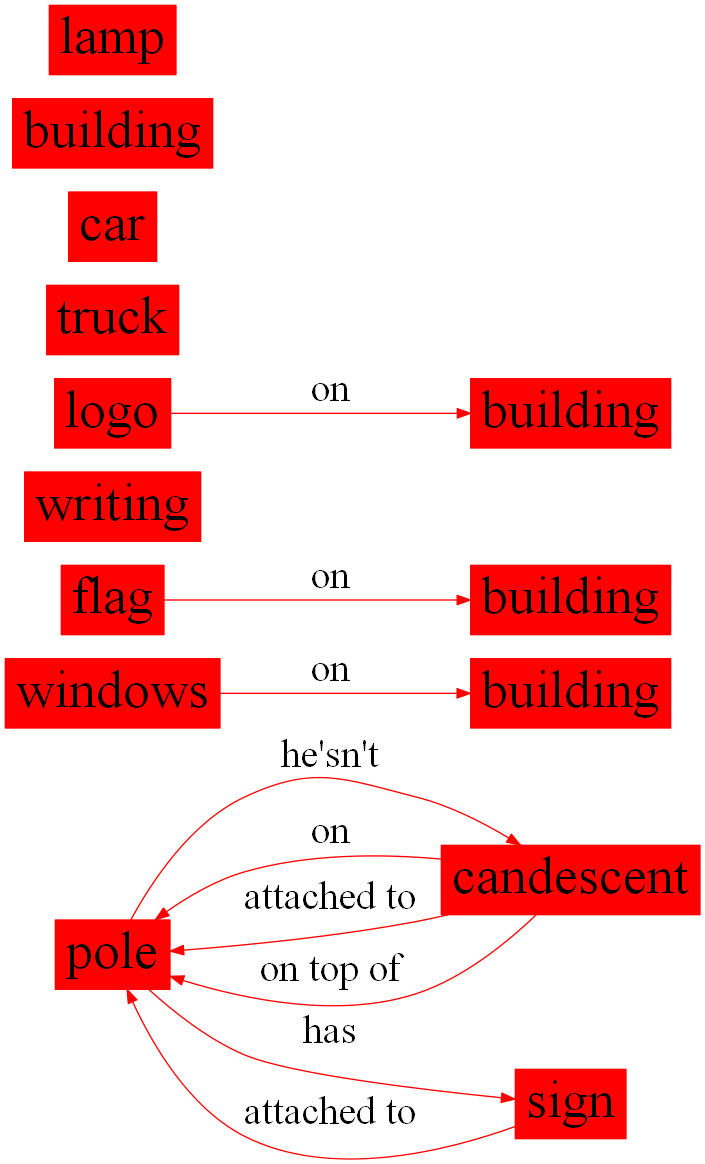 lamp
building
car
truck
logo on building
writing
flag on building
windows on building
he'sn't
on
candescent
attached to
pole
on top of
has
sign
attached to